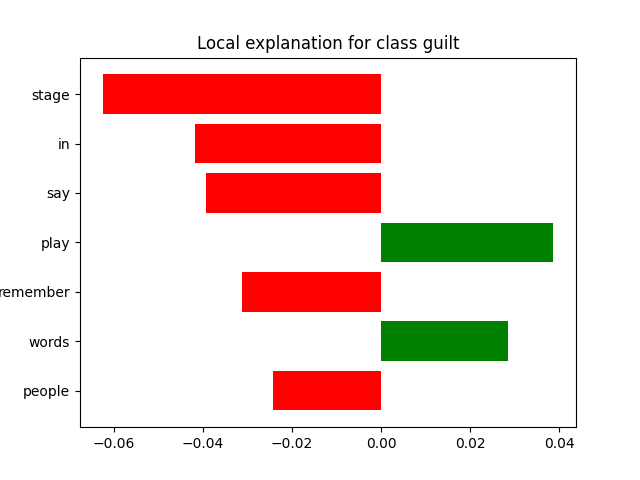 Local explanation for class guilt
stage
in
say
play
remember
words
people
−0.06 −0.04 −0.02 0.00 0.02 0.04